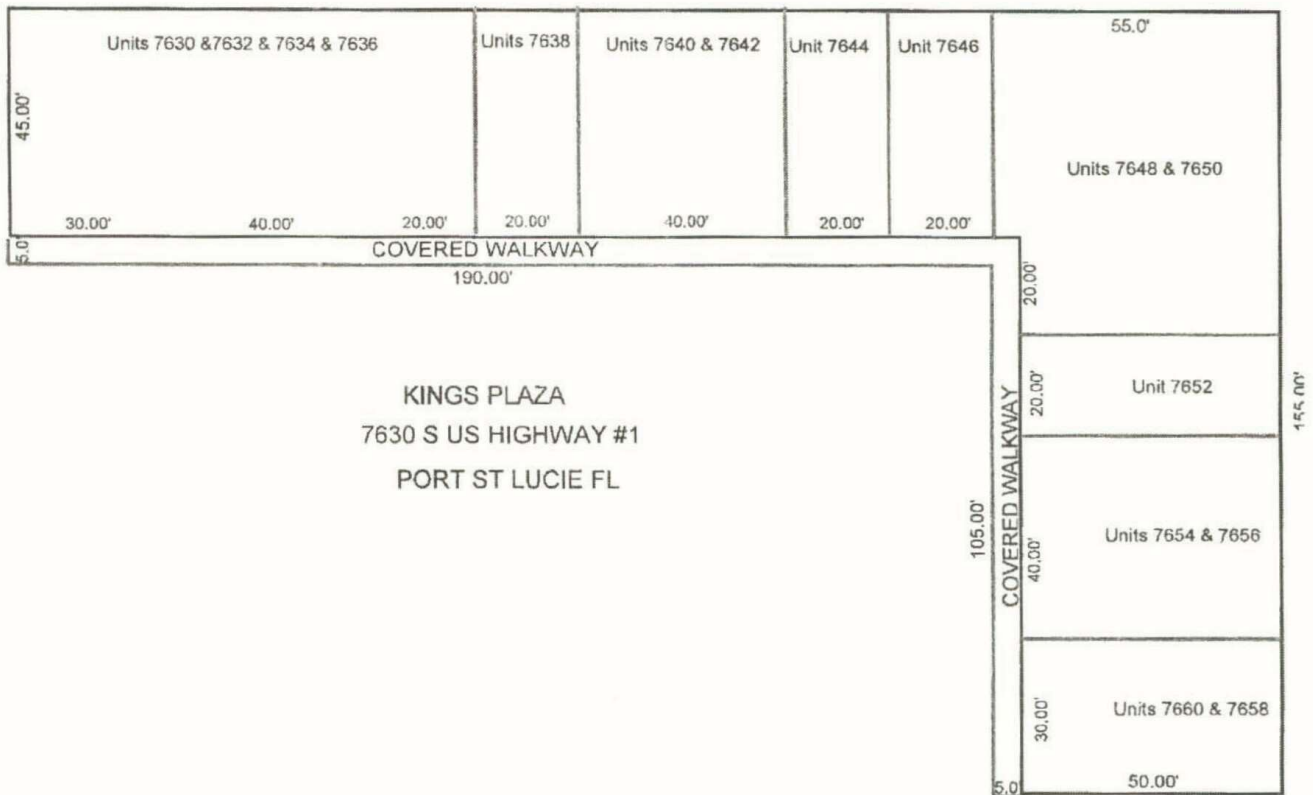 Units 7630 &7632 & 7634 & 7636
Units 7638
Units 7640 & 7642
Unit 7644
Unit 7646
55.0'
45.00'
Units 7648 & 7650
30.00'
40.00'
20.00'
20.00'
40.00'
20.00'
20.00'
5.0'
COVERED WALKWAY
190.00'
20.00'
KINGS PLAZA
7630 S US HIGHWAY #1
PORT ST LUCIE FL
20.00'
Unit 7652
155.00'
COVERED WALKWAY
105.00'
40.00'
Units 7654 & 7656
30.00'
Units 7660 & 7658
5.0'
50.00'